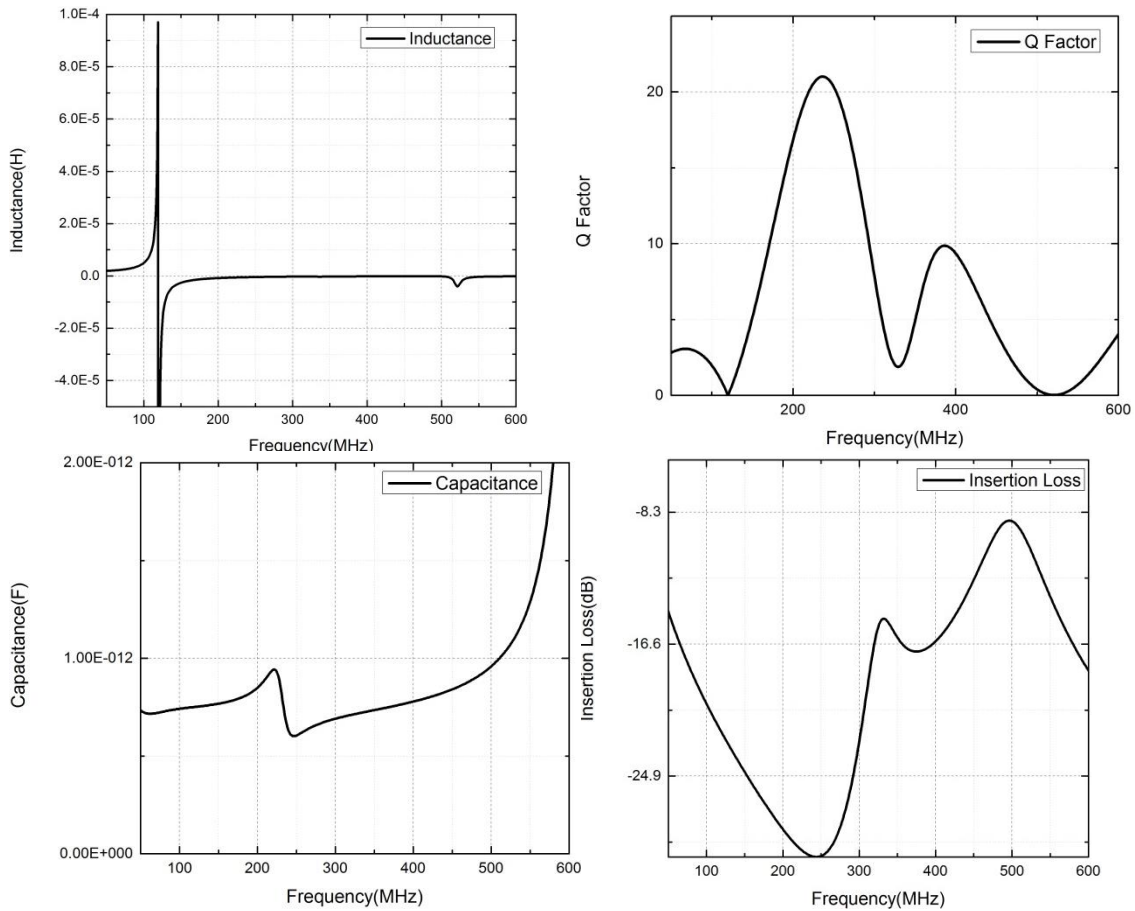 Inductance
Inductance(H)
1.0E-4
8.0E-5
6.0E-5
4.0E-5
2.0E-5
0.0
-2.0E-5
-4.0E-5
100 200 300 400 500 600
Frequency(MHz)
Q Factor
Q Factor
20
10
0
200 400 600
Frequency(MHz)
Capacitance
Capacitance(F)
2.00E-012
1.00E-012
0.00E+000
100 200 300 400 500 600
Frequency(MHz)
Insertion Loss
Insertion Loss(dB)
-8.3
-16.6
-24.9
100 200 300 400 500 600
Frequency(MHz)